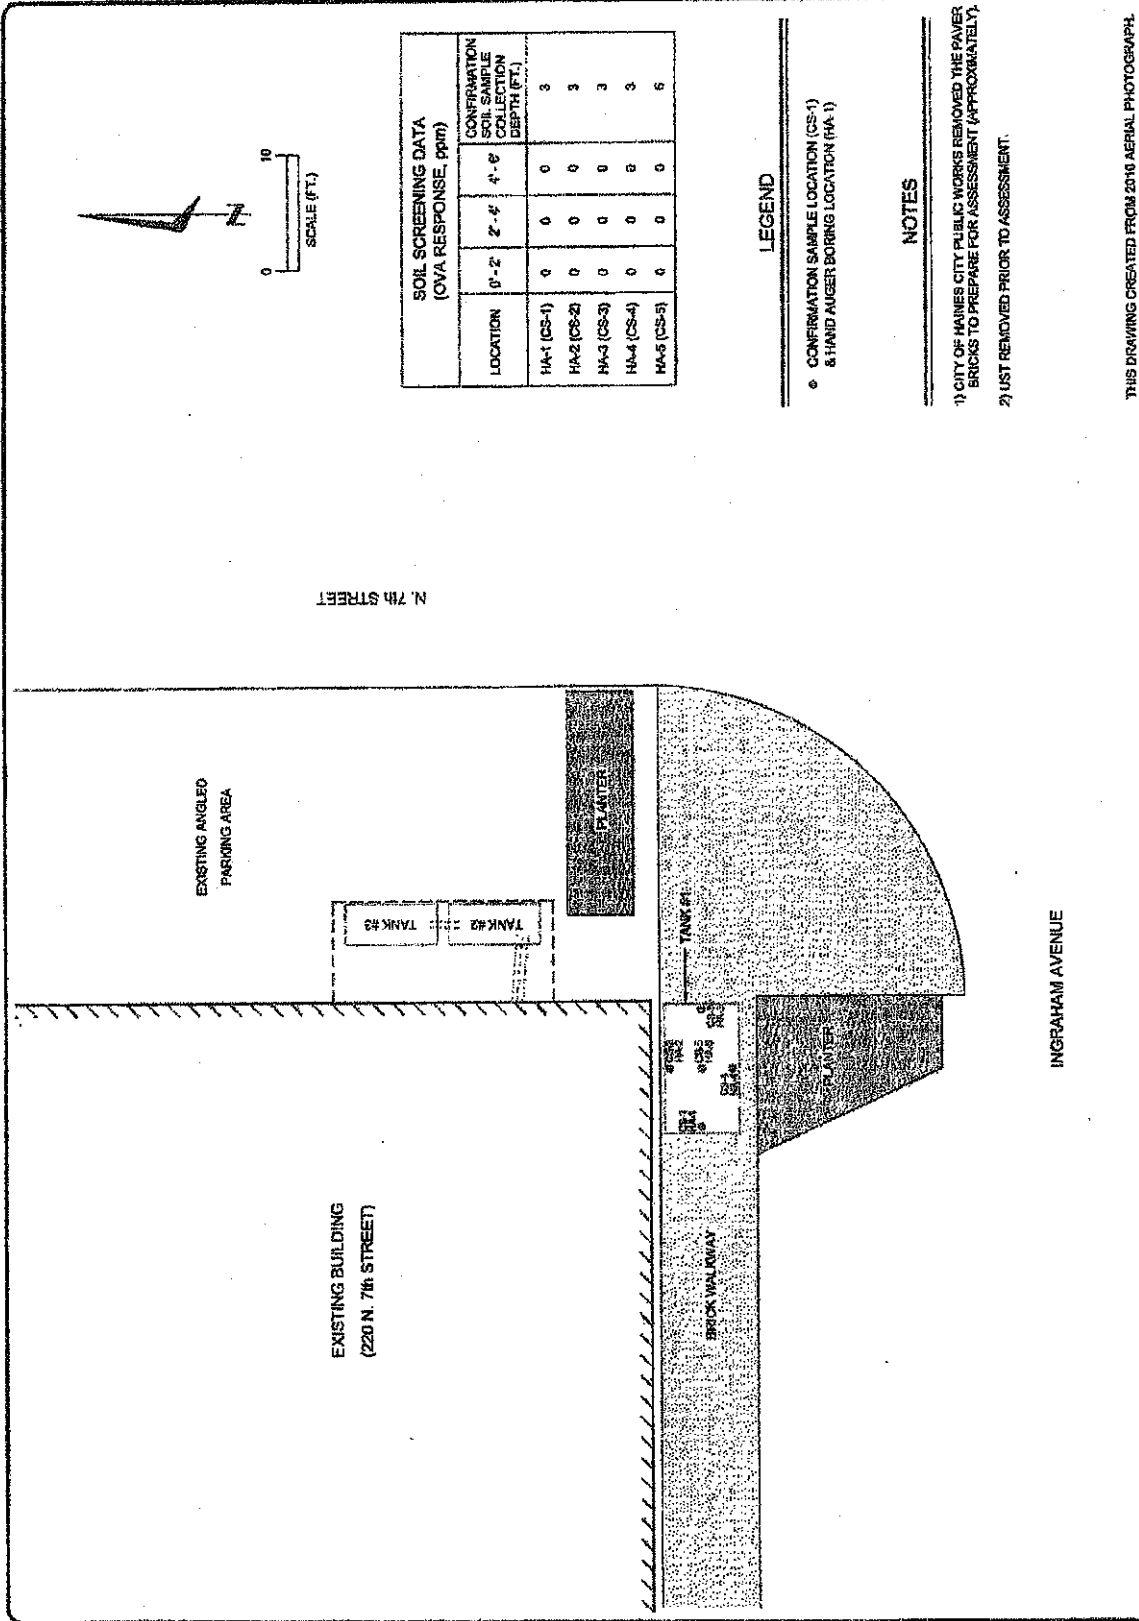 N
0 10
SCALE (FT.)
SOIL SCREENING DATA
(OVA RESPONSE, ppm)
LOCATION 0'-2' 2'-4' 4'-6' CONFIRMATION SOIL SAMPLE COLLECTION DEPTH (FT.)
HA-1 (CS-1) 0 0 0 3
HA-2 (CS-2) 0 0 0 3
HA-3 (CS-3) 0 0 0 3
HA-4 (CS-4) 0 0 0 3
HA-5 (CS-5) 0 0 0 6
LEGEND
CONFIRMATION SAMPLE LOCATION (CS-1)
& HAND AUGER BORING LOCATION (HA-1)
NOTES
1) CITY OF HAINES CITY PUBLIC WORKS REMOVED THE PAVER
BRICKS TO PREPARE FOR ASSESSMENT (APPROXIMATELY).
2) UST REMOVED PRIOR TO ASSESSMENT.
THIS DRAWING CREATED FROM 2010 AERIAL PHOTOGRAPH.
N. 7th STREET
EXISTING ANGLED
PARKING AREA
TANK #3
TANK #2
PLANTER
TANK #1
EXISTING BUILDING
(220 N. 7th STREET)
HA-2
BRICK WALKWAY
PLANTER
INGRAHAM AVENUE